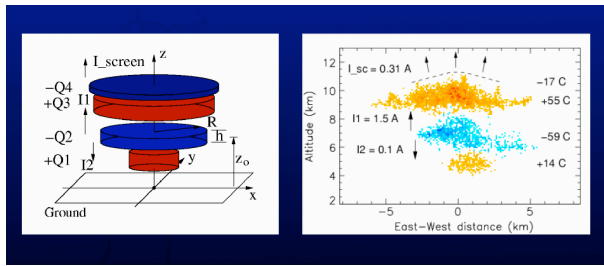 I_screen
z
−Q4
+Q3
I1
−Q2
R
h
+Q1
I2
y
z₀
x
Ground
Altitude (km)
12
10
8
6
4
2
I_sc = 0.31 A
−17 C
+55 C
I1 = 1.5 A
−59 C
I2 = 0.1 A
+14 C
−5
0
5
East-West distance (km)